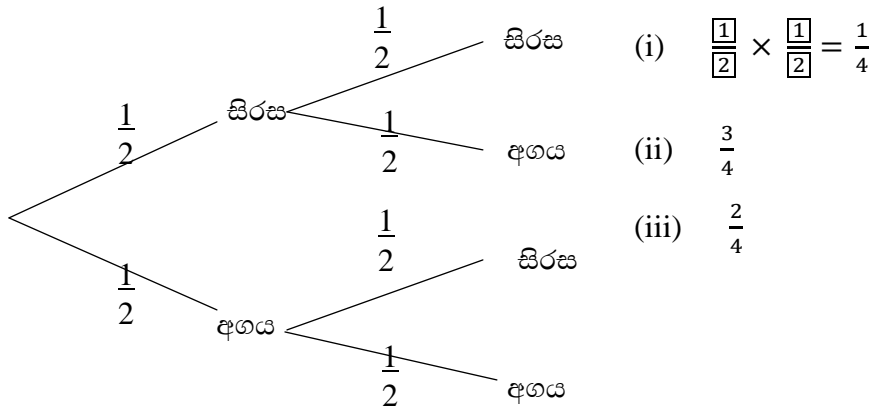 1/2 සිරස (i) 1/2 × 1/2 = 1/4
1/2 සිරස 1/2 අගය (ii) 3/4
1/2 සිරස (iii) 2/4
1/2 අගය
1/2 අගය